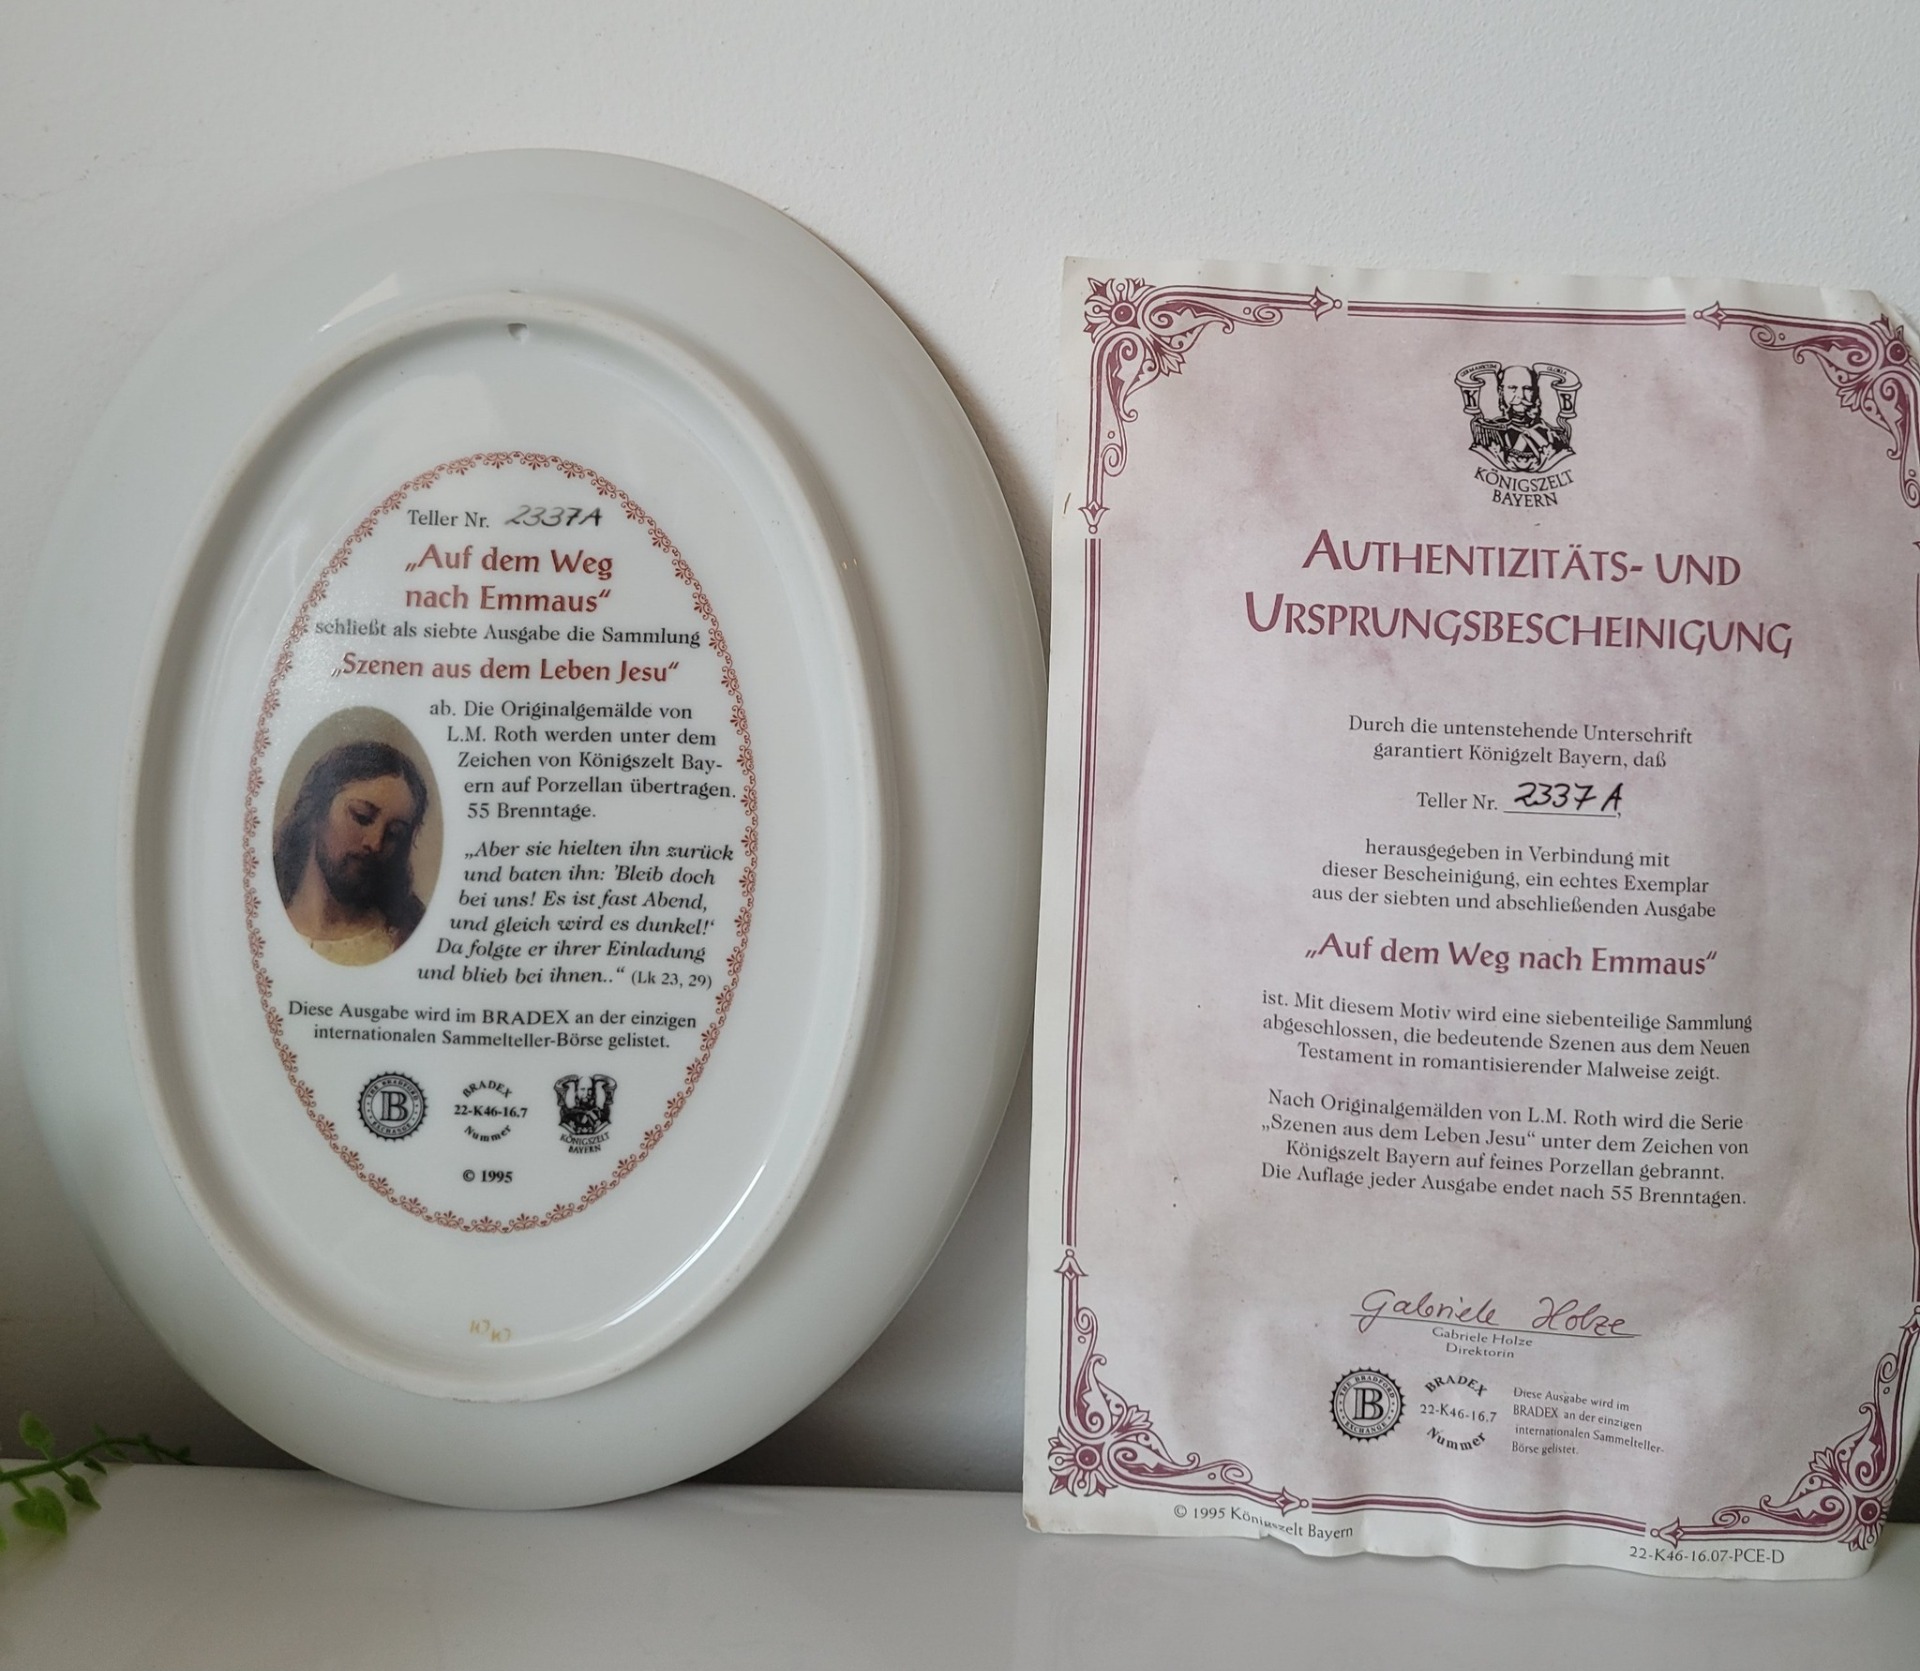 Teller Nr. 2337A
„Auf dem Weg
nach Emmaus“
schließt als siebte Ausgabe die Sammlung
„Szenen aus dem Leben Jesu“
ab. Die Originalgemälde von
L.M. Roth werden unter dem
Zeichen von Königszelt Bay-
ern auf Porzellan übertragen.
55 Brenntage.
„Aber sie hielten ihn zurück
und baten ihn: 'Bleib doch
bei uns! Es ist fast Abend,
und gleich wird es dunkel!'
Da folgte er ihrer Einladung
und blieb bei ihnen..“ (Lk 23, 29)
Diese Ausgabe wird im BRADEX an der einzigen
internationalen Sammelteller-Börse gelistet.
THE BRADFORD
B
EXCHANGE
BRADEX
22-K46-16.7
Nummer
KÖNIGSZELT
BAYERN
© 1995
K B
KÖNIGSZELT
BAYERN
AUTHENTIZITÄTS- UND
URSPRUNGSBESCHEINIGUNG
Durch die untenstehende Unterschrift
garantiert Königzelt Bayern, daß
Teller Nr. 2337A,
herausgegeben in Verbindung mit
dieser Bescheinigung, ein echtes Exemplar
aus der siebten und abschließenden Ausgabe
„Auf dem Weg nach Emmaus“
ist. Mit diesem Motiv wird eine siebenteilige Sammlung
abgeschlossen, die bedeutende Szenen aus dem Neuen
Testament in romantisierender Malweise zeigt.
Nach Originalgemälden von L.M. Roth wird die Serie
„Szenen aus dem Leben Jesu“ unter dem Zeichen von
Königszelt Bayern auf feines Porzellan gebrannt.
Die Auflage jeder Ausgabe endet nach 55 Brenntagen.
Gabriele Holze
Gabriele Holze
Direktorin
THE BRADFORD
B
EXCHANGE
BRADEX
22-K46-16.7
Nummer
Diese Ausgabe wird im
BRADEX an der einzigen
internationalen Sammelteller-
Börse gelistet.
© 1995 Königszelt Bayern
22-K46-16.07-PCE-D